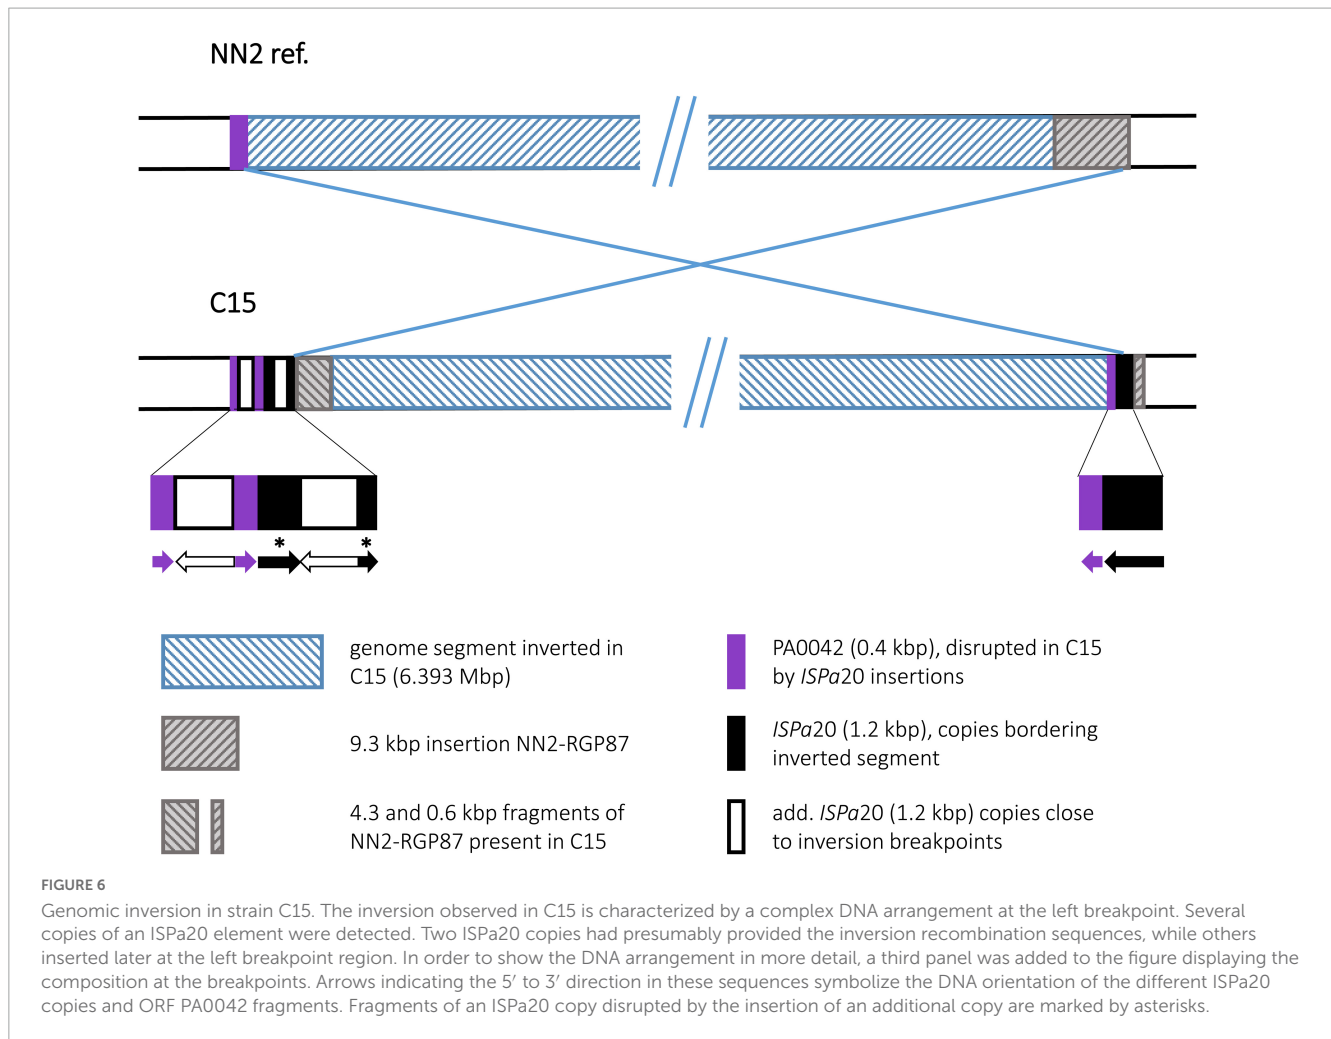 NN2 ref.
C15
*
*
genome segment inverted in
C15 (6.393 Mbp)
9.3 kbp insertion NN2-RGP87
4.3 and 0.6 kbp fragments of
NN2-RGP87 present in C15
PA0042 (0.4 kbp), disrupted in C15
by ISPa20 insertions
ISPa20 (1.2 kbp), copies bordering
inverted segment
add. ISPa20 (1.2 kbp) copies close
to inversion breakpoints
FIGURE 6
Genomic inversion in strain C15. The inversion observed in C15 is characterized by a complex DNA arrangement at the left breakpoint. Several
copies of an ISPa20 element were detected. Two ISPa20 copies had presumably provided the inversion recombination sequences, while others
inserted later at the left breakpoint region. In order to show the DNA arrangement in more detail, a third panel was added to the figure displaying the
composition at the breakpoints. Arrows indicating the 5′ to 3′ direction in these sequences symbolize the DNA orientation of the different ISPa20
copies and ORF PA0042 fragments. Fragments of an ISPa20 copy disrupted by the insertion of an additional copy are marked by asterisks.